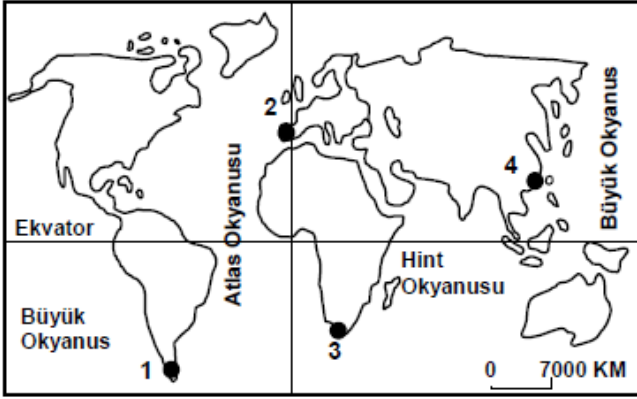 2
4
Büyük Okyanus
Atlas Okyanusu
Ekvator
Hint
Okyanusu
Büyük
Okyanus
3
1
0 7000 KM